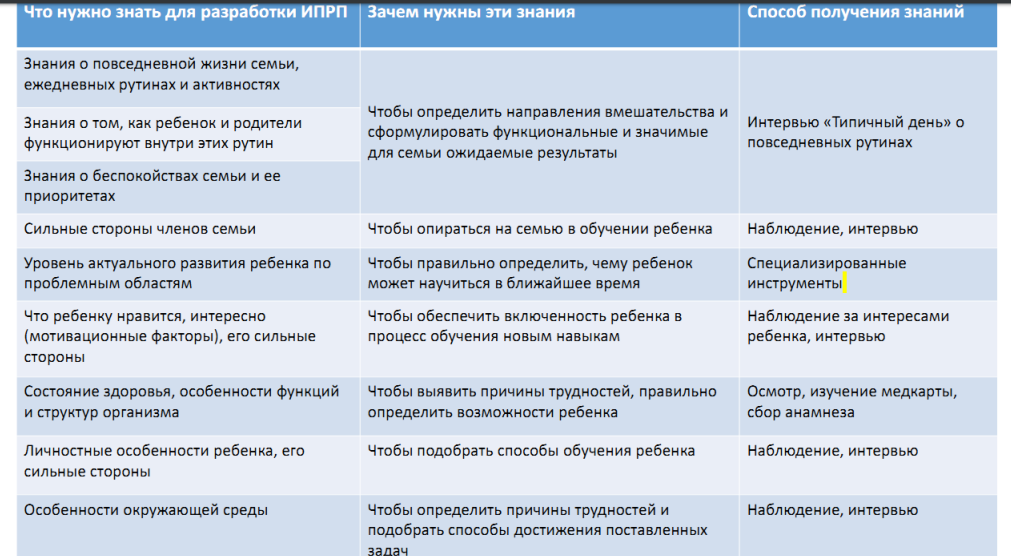 Что нужно знать для разработки ИПРП
Зачем нужны эти знания
Способ получения знаний
Знания о повседневной жизни семьи,
ежедневных рутинах и активностях
Знания о том, как ребенок и родители
функционируют внутри этих рутин
Знания о беспокойствах семьи и ее
приоритетах
Чтобы определить направления вмешательства и
сформулировать функциональные и значимые
для семьи ожидаемые результаты
Интервью «Типичный день» о
повседневных рутинах
Сильные стороны членов семьи
Чтобы опираться на семью в обучении ребенка
Наблюдение, интервью
Уровень актуального развития ребенка по
проблемным областям
Чтобы правильно определить, чему ребенок
может научиться в ближайшее время
Специализированные
инструменты
Что ребенку нравится, интересно
(мотивационные факторы), его сильные
стороны
Чтобы обеспечить включенность ребенка в
процесс обучения новым навыкам
Наблюдение за интересами
ребенка, интервью
Состояние здоровья, особенности функций
и структур организма
Чтобы выявить причины трудностей, правильно
определить возможности ребенка
Осмотр, изучение медкарты,
сбор анамнеза
Личностные особенности ребенка, его
сильные стороны
Чтобы подобрать способы обучения ребенка
Наблюдение, интервью
Особенности окружающей среды
Чтобы определить причины трудностей и
подобрать способы достижения поставленных
задач
Наблюдение, интервью